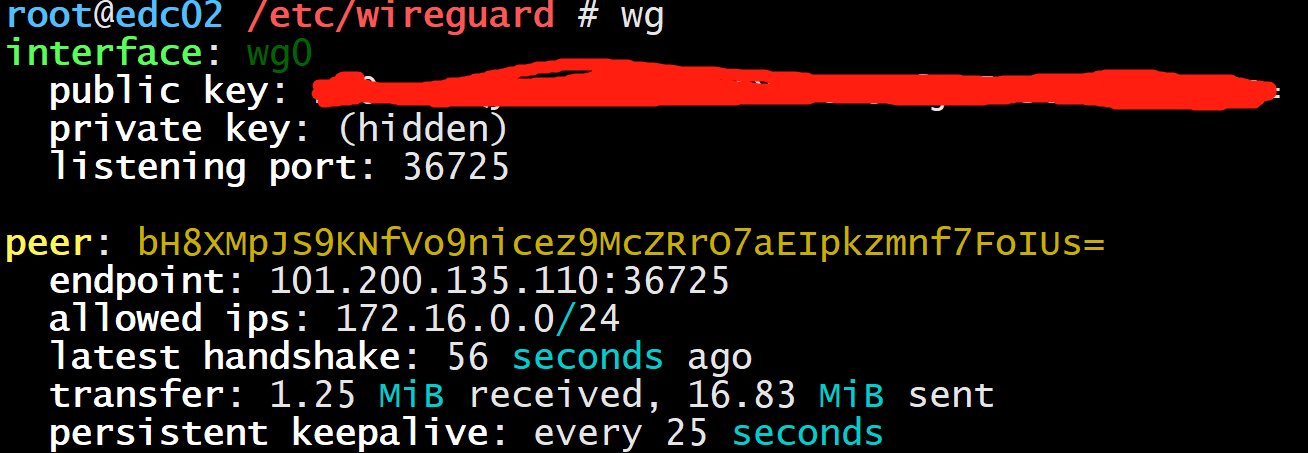 root@edc02 /etc/wireguard # wg
interface: wg0
public key:
private key: (hidden)
listening port: 36725
peer: bH8XMpJS9KNfVo9nicez9McZRrO7aEIpkzmnf7FoIUs=
endpoint: 101.200.135.110:36725
allowed ips: 172.16.0.0/24
latest handshake: 56 seconds ago
transfer: 1.25 MiB received, 16.83 MiB sent
persistent keepalive: every 25 seconds